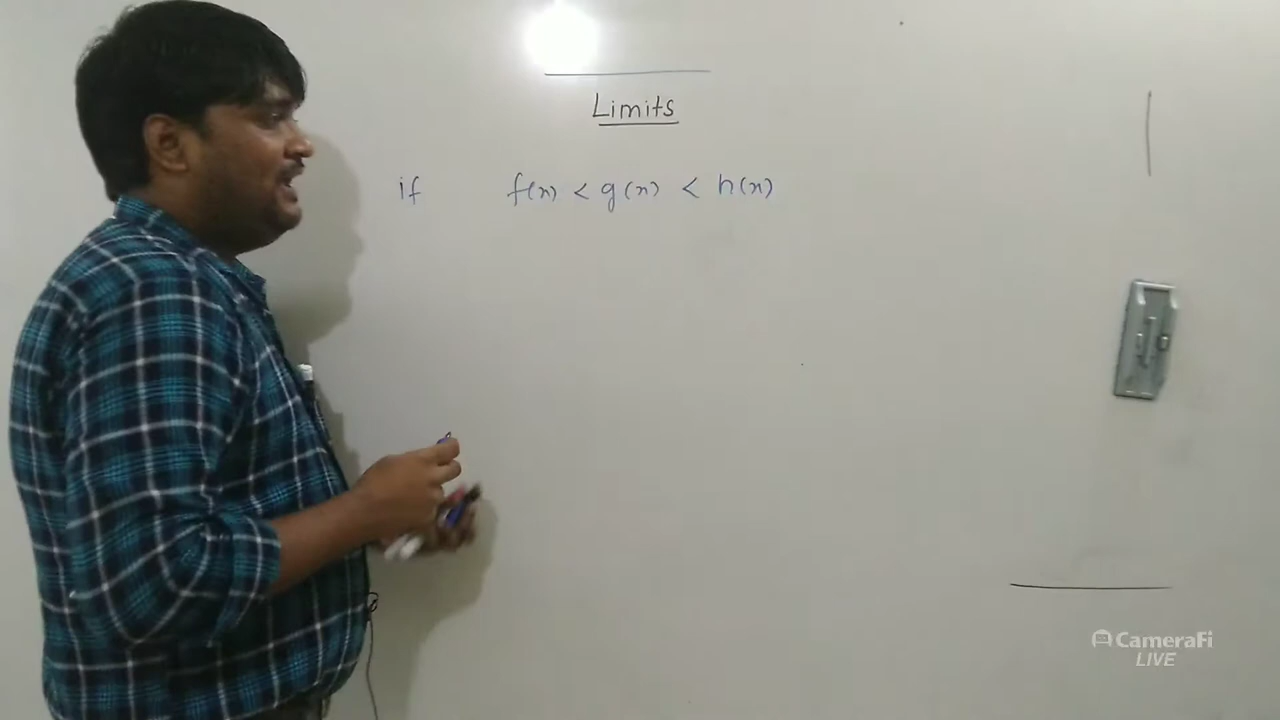 Limits
if f(x) < g(x) < h(x)
CameraFi
LIVE